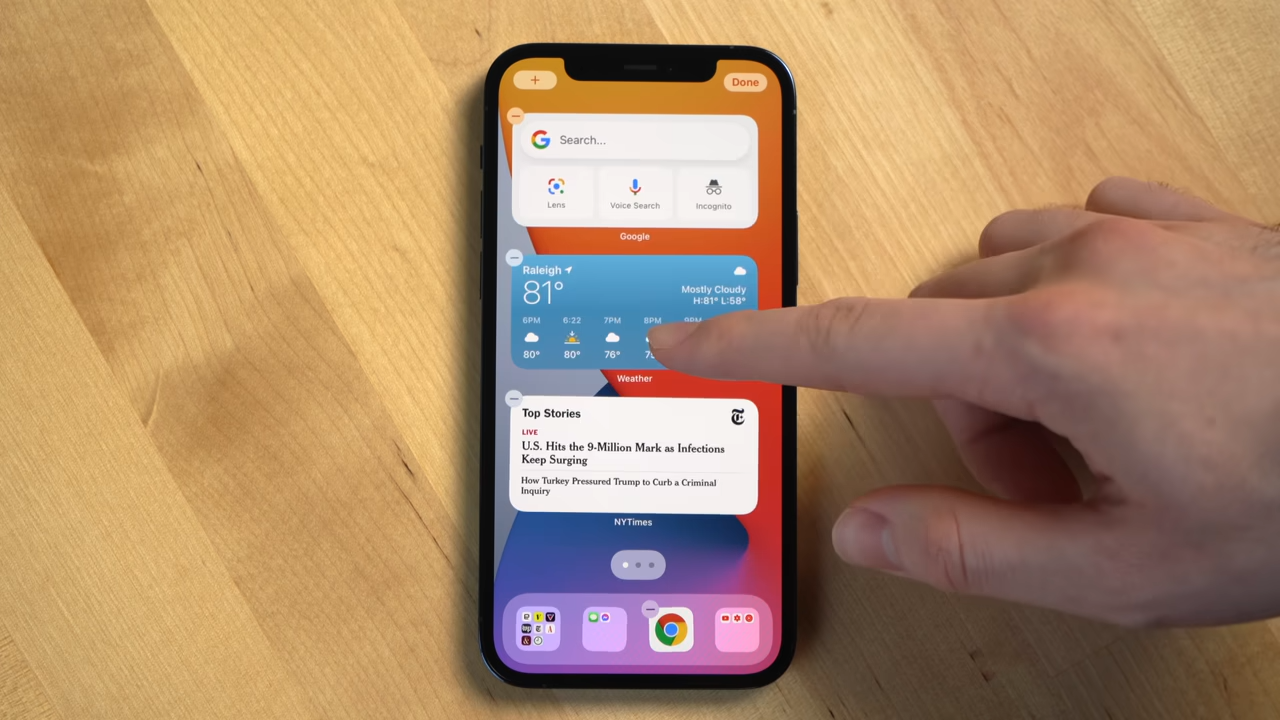 +
Done
Search...
Lens Voice Search Incognito
Google
Raleigh
81°
Mostly Cloudy
H:81° L:58°
6PM 6:22 7PM 8PM 9PM
80° 80° 76°
Weather
Top Stories
LIVE
U.S. Hits the 9-Million Mark as Infections
Keep Surging
How Turkey Pressured Trump to Curb a Criminal
Inquiry
NYTimes